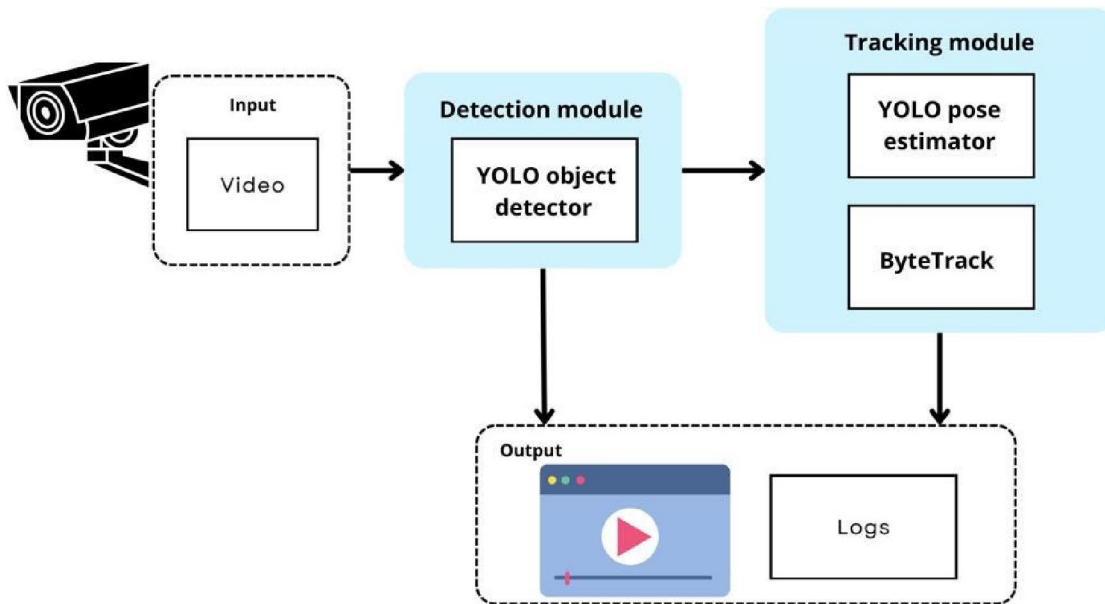 Input
Video
Detection module
YOLO object
detector
Tracking module
YOLO pose
estimator
ByteTrack
Output
Logs